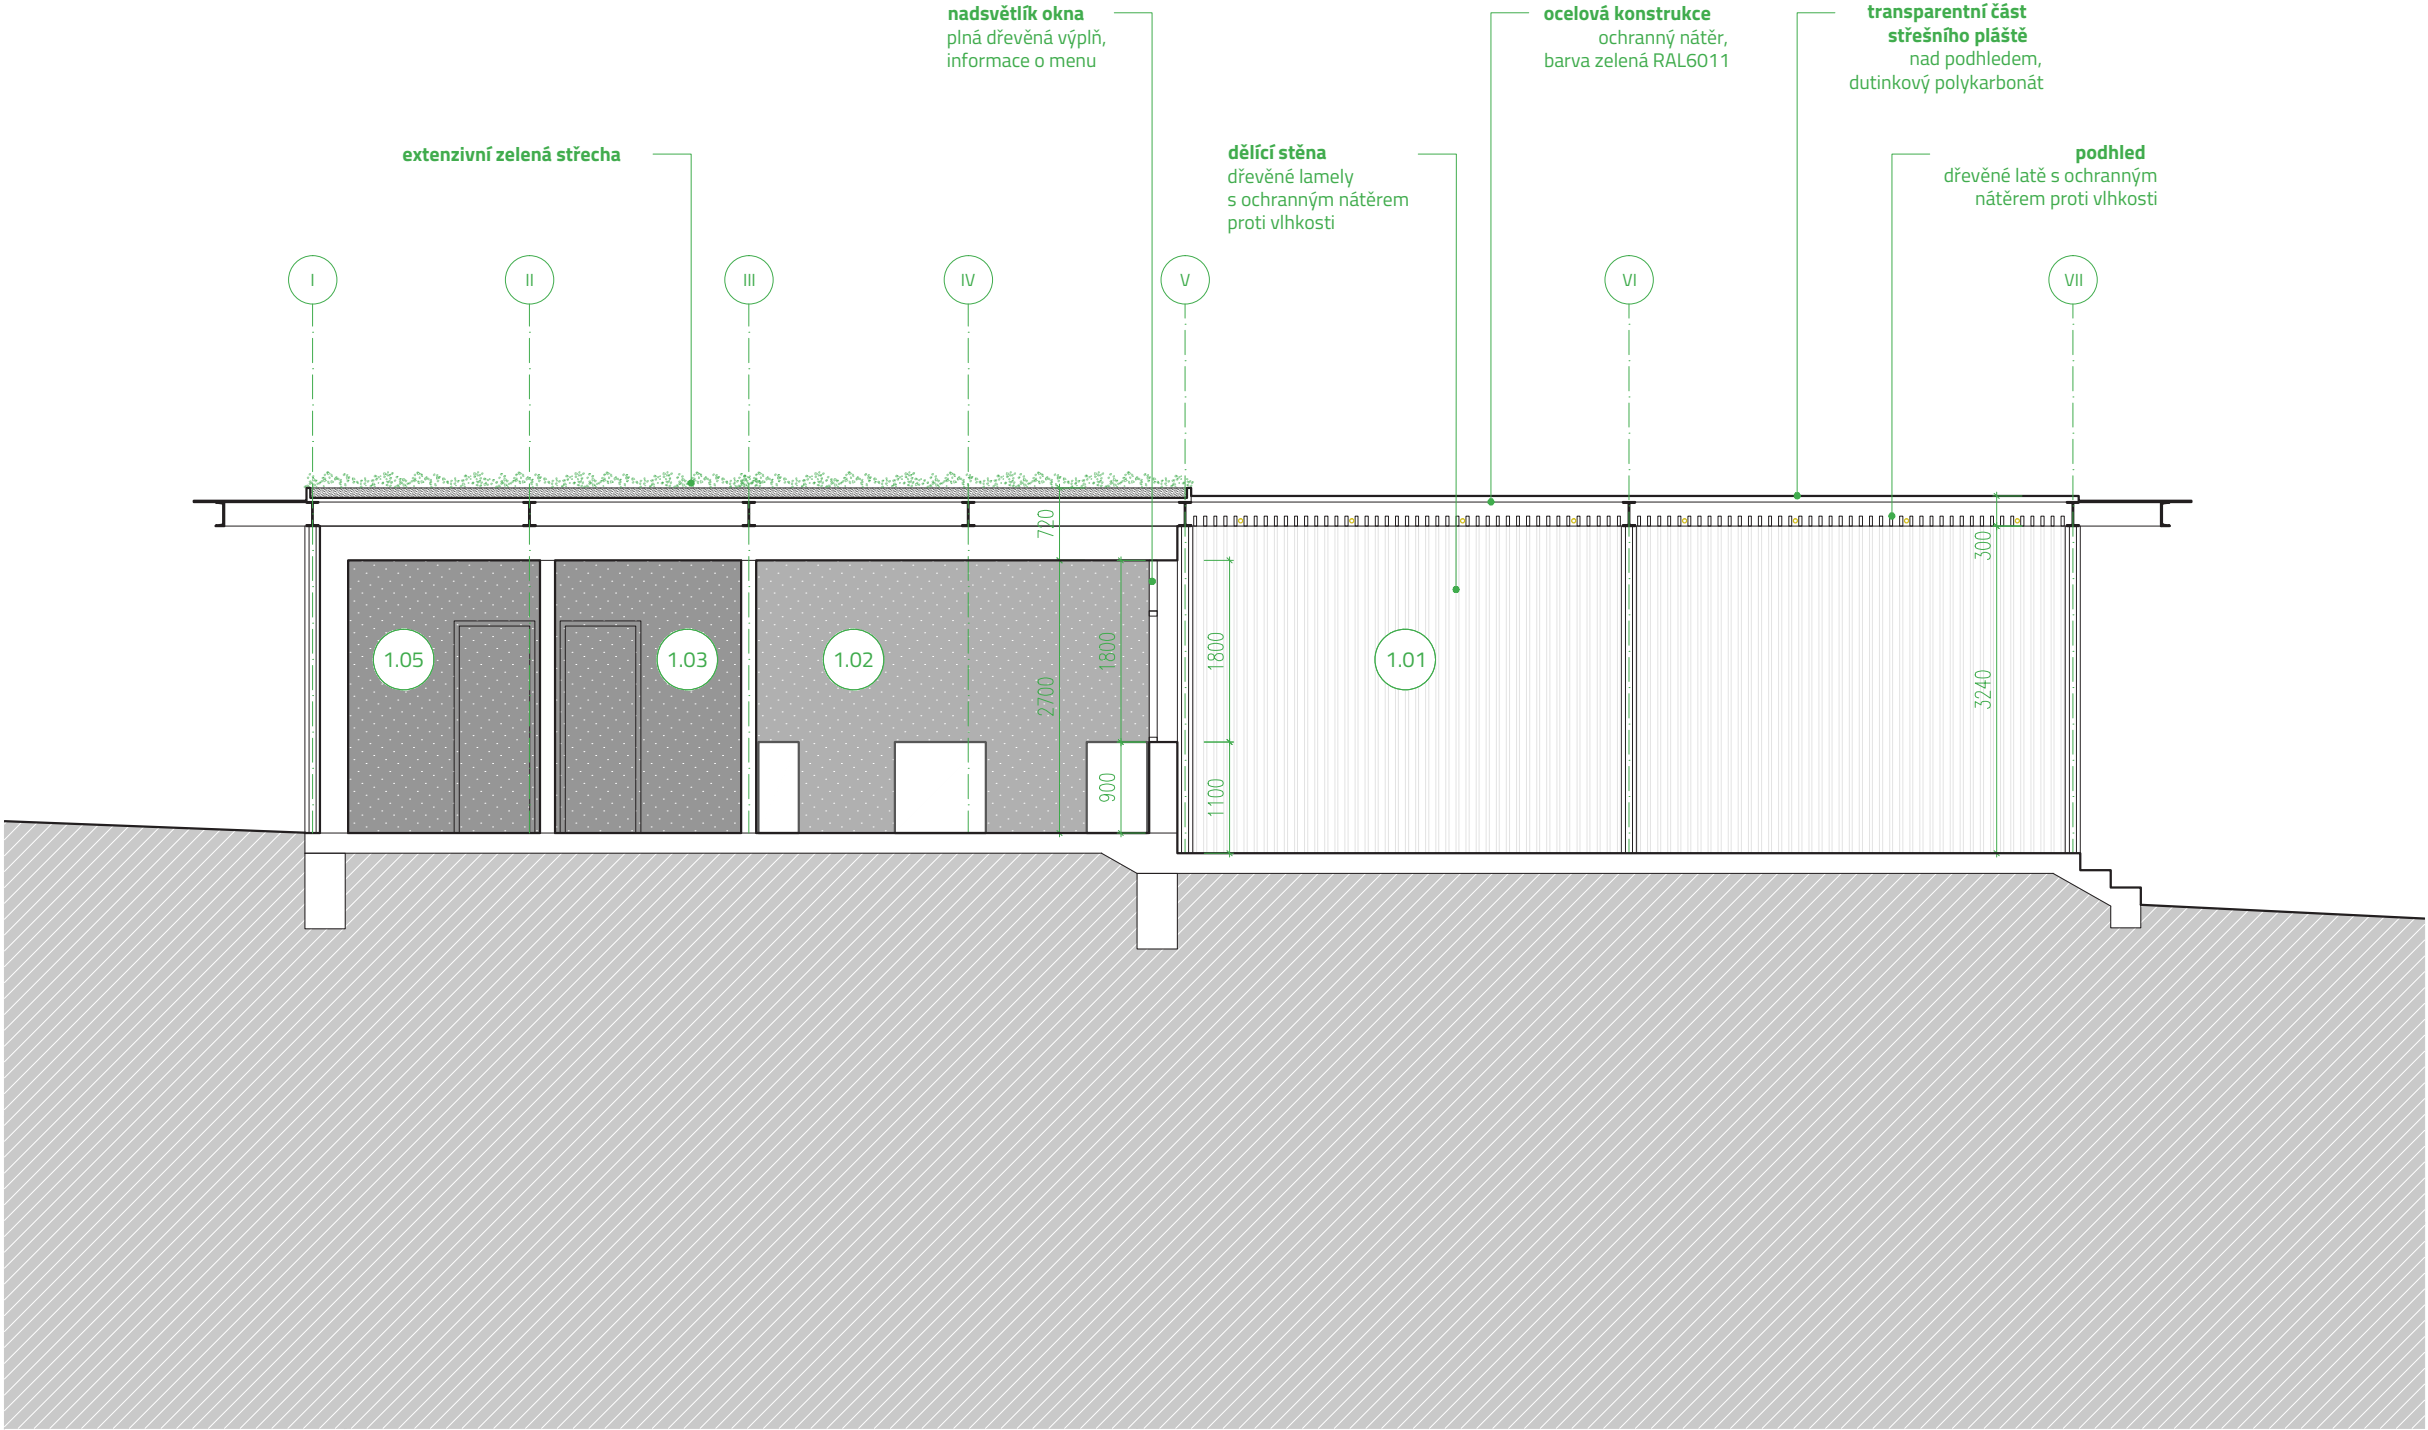 nadsvětlík okna
plná dřevěná výplň,
informace o menu
ocelová konstrukce
ochranný nátěr,
barva zelená RAL6011
transparentní část
střešního pláště
nad podhledem,
dutinkový polykarbonát
extenzivní zelená střecha
dělící stěna
dřevěné lamely
s ochranným nátěrem
proti vlhkosti
podhled
dřevěné latě s ochranným
nátěrem proti vlhkosti
I
II
III
IV
V
VI
VII
720
300
1.05
1.03
1.02
1800
1800
1.01
2700
3240
900
1100